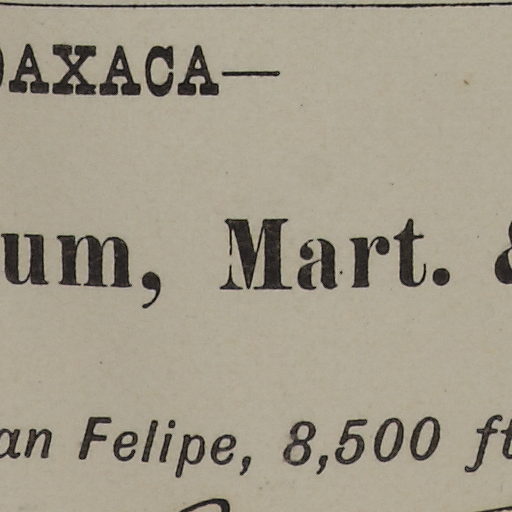 OAXACA—
um, Mart. &
an Felipe, 8,500 ft